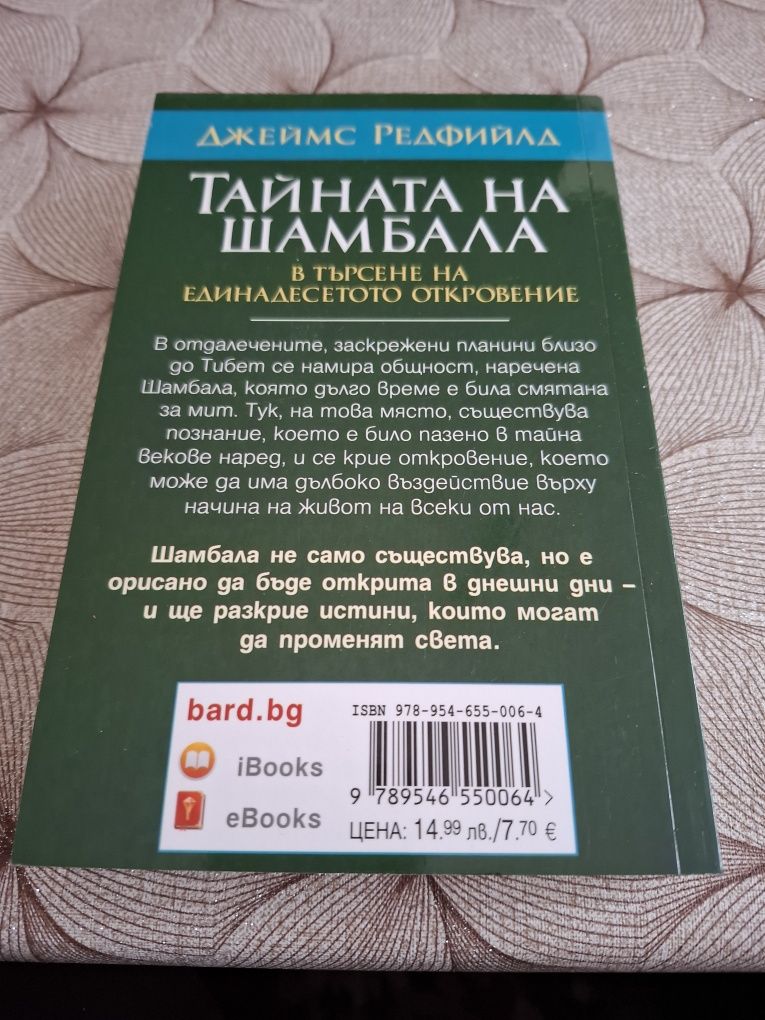 Джеймс Редфийлд
Тайната на
Шамбала
в търсене на
единадесетото откровение
В отдалечените, заскрежени планини близо
до Тибет се намира общност, наречена
Шамбала, която дълго време е била смятана
за мит. Тук, на това място, съществува
познание, което е било пазено в тайна
векове наред, и се крие откровение, което
може да има дълбоко въздействие върху
начина на живот на всеки от нас.
Шамбала не само съществува, но е
орисано да бъде открита в днешни дни –
и ще разкрие истини, които могат
да променят света.
bard.bg
iBooks
eBooks
ISBN 978-954-655-006-4
9 789546 550064 >
ЦЕНА: 14.99 лв./7.70 €